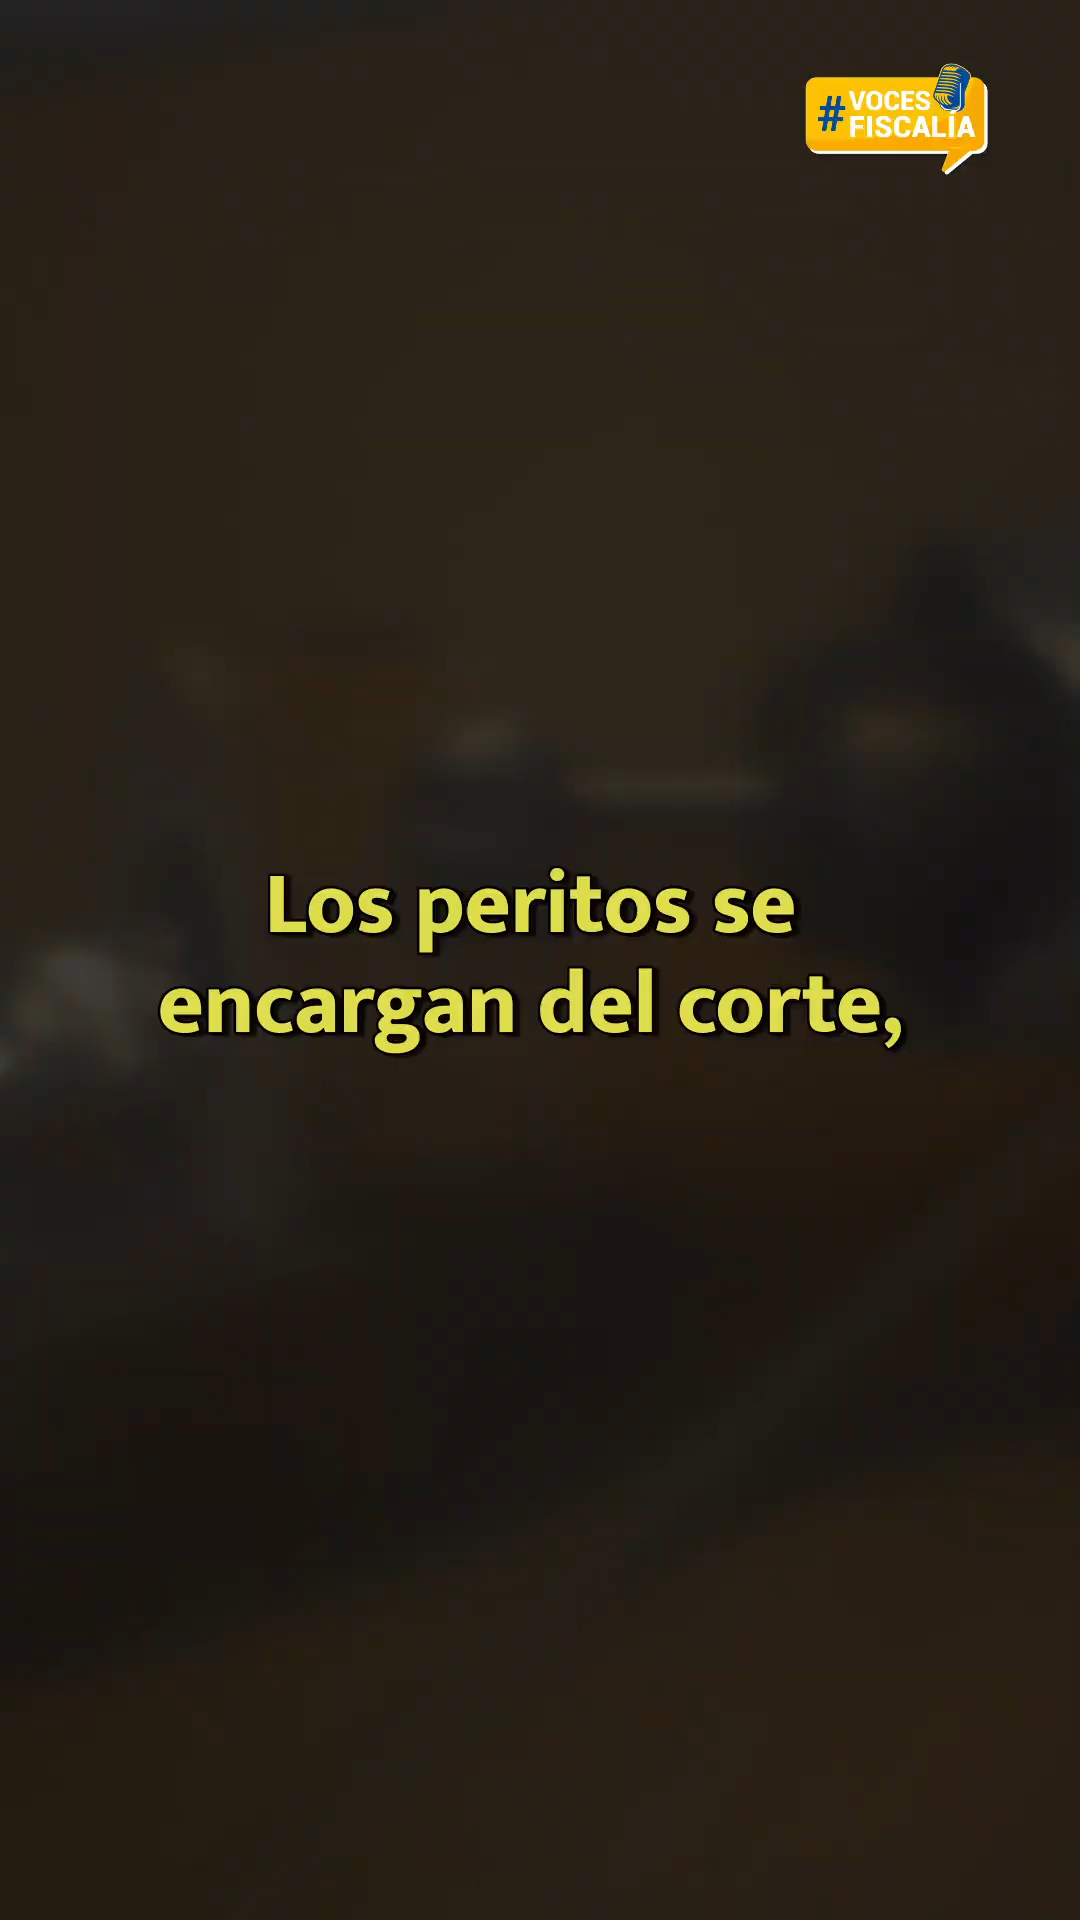 #VOCES
FISCALÍA
Los peritos se
encargan del corte,